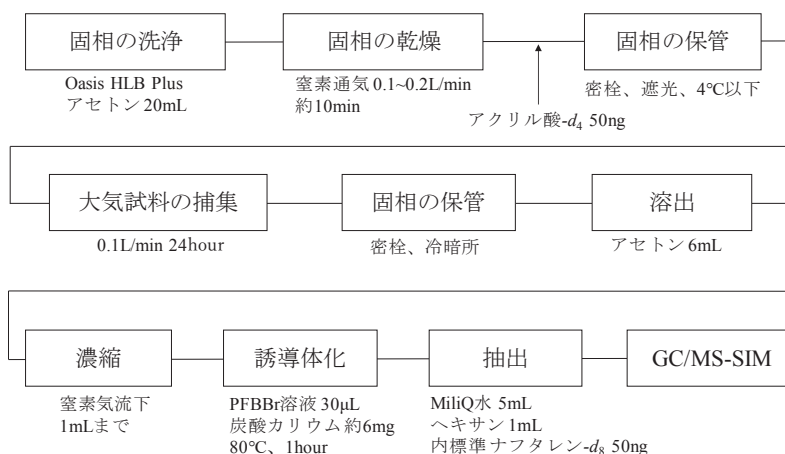 固相の洗浄
固相の乾燥
固相の保管
Oasis HLB Plus
アセトン 20mL
窒素通気 0.1~0.2L/min
約10min
アクリル酸-d4 50ng
密栓、遮光、4℃以下
大気試料の捕集
固相の保管
溶出
0.1L/min 24hour
密栓、冷暗所
アセトン 6mL
濃縮
誘導体化
抽出
GC/MS-SIM
窒素気流下
1mLまで
PFBBr溶液 30μL
炭酸カリウム 約6mg
80℃、1hour
MiliQ水 5mL
ヘキサン 1mL
内標準ナフタレン-d8 50ng